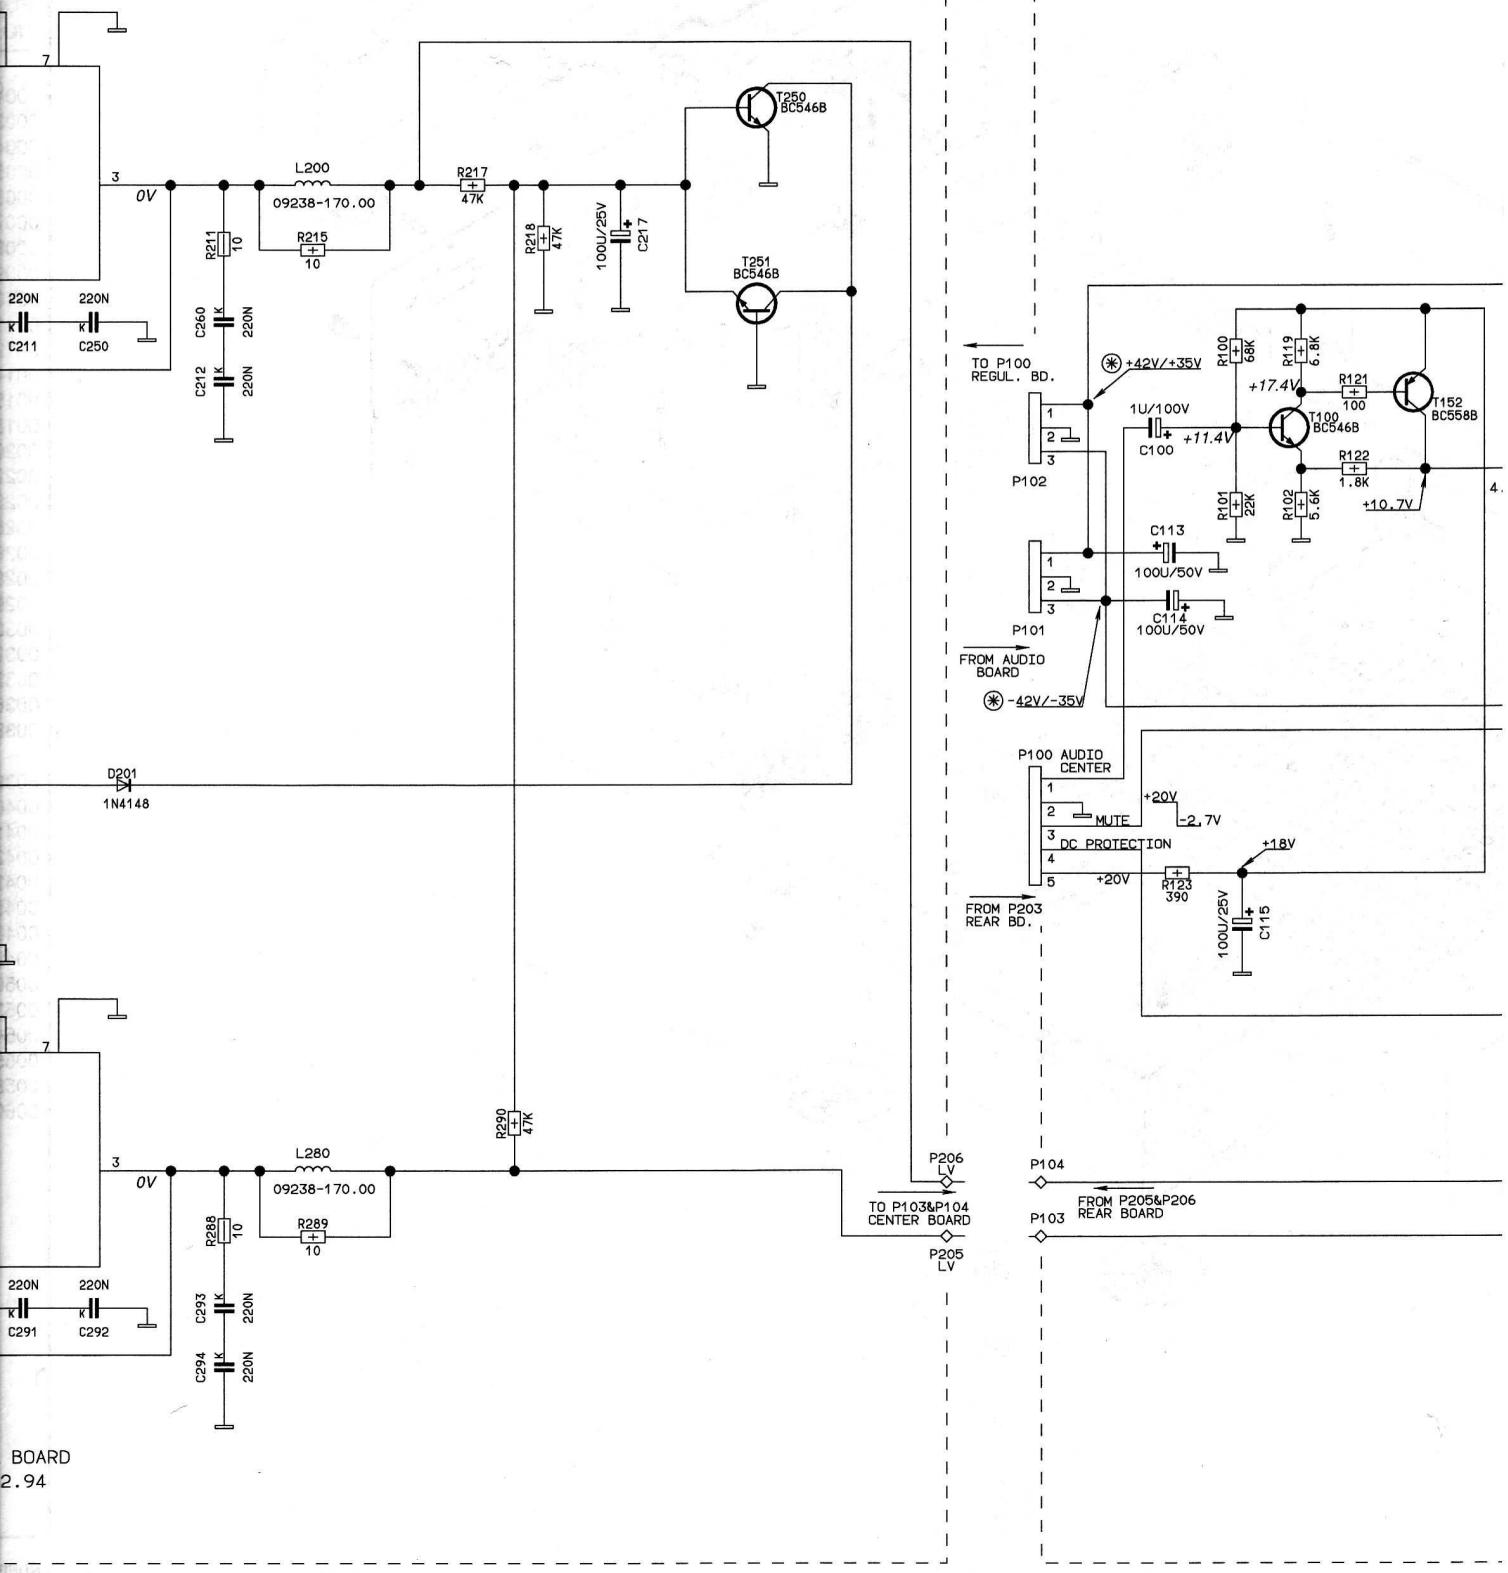 7
T250
BC546B
L200
3
0V
09238-170.00
R217
47K
R211
10
R215
10
R218
47K
100U/25V
C217
T251
BC546B
220N
220N
K
K
C211
C250
C260
K
220N
C212
K
220N
TO P100
REGUL. BD.
+42V/+35V
1
2
3
P102
1U/100V
C100
+11.4V
R100
68K
R119
6.8K
+17.4V
R121
100
T152
BC558B
T100
BC546B
R122
1.8K
R101
22K
R102
5.6K
+10.7V
4.
C113
100U/50V
1
2
3
P101
C114
100U/50V
FROM AUDIO
BOARD
-42V/-35V
D201
1N4148
P100 AUDIO
CENTER
1
2
3
4
5
MUTE
+20V
-2.7V
DC PROTECTION
+20V
R123
390
+18V
100U/25V
C115
FROM P203
REAR BD.
7
R290
47K
L280
3
0V
09238-170.00
R288
10
R289
10
P206
LV
P104
TO P103&P104
CENTER BOARD
FROM P205&P206
REAR BOARD
P103
P205
LV
220N
220N
K
K
C291
C292
C293
K
220N
C294
K
220N
BOARD
2.94